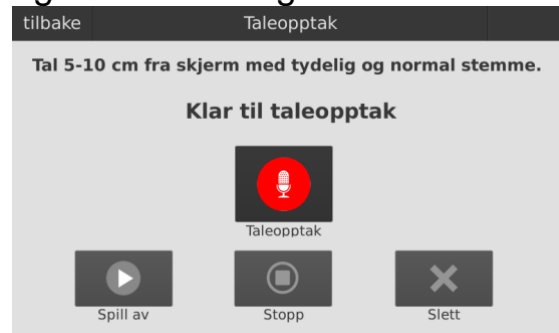 tilbake Taleopptak
Tal 5-10 cm fra skjerm med tydelig og normal stemme.
Klar til taleopptak
Taleopptak
Spill av Stopp Slett